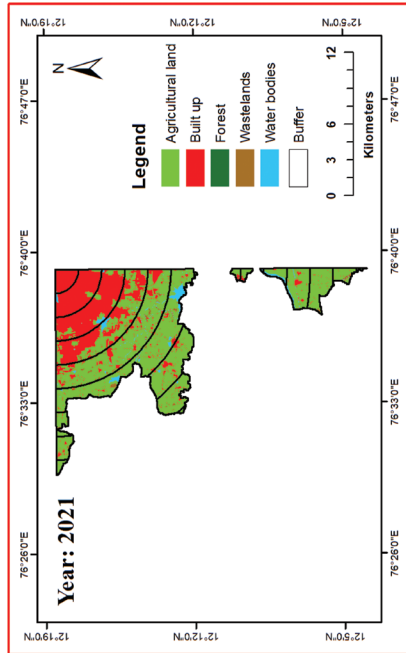 76°26'0"E 76°33'0"E 76°40'0"E 76°47'0"E
12°19'0"N 12°19'0"N
Year: 2021
N
Legend
Agricultural land
Built up
Forest
Wastelands
Water bodies
Buffer
12°12'0"N 12°12'0"N
0 3 6 12
Kilometers
12°5'0"N 12°5'0"N
76°26'0"E 76°33'0"E 76°40'0"E 76°47'0"E